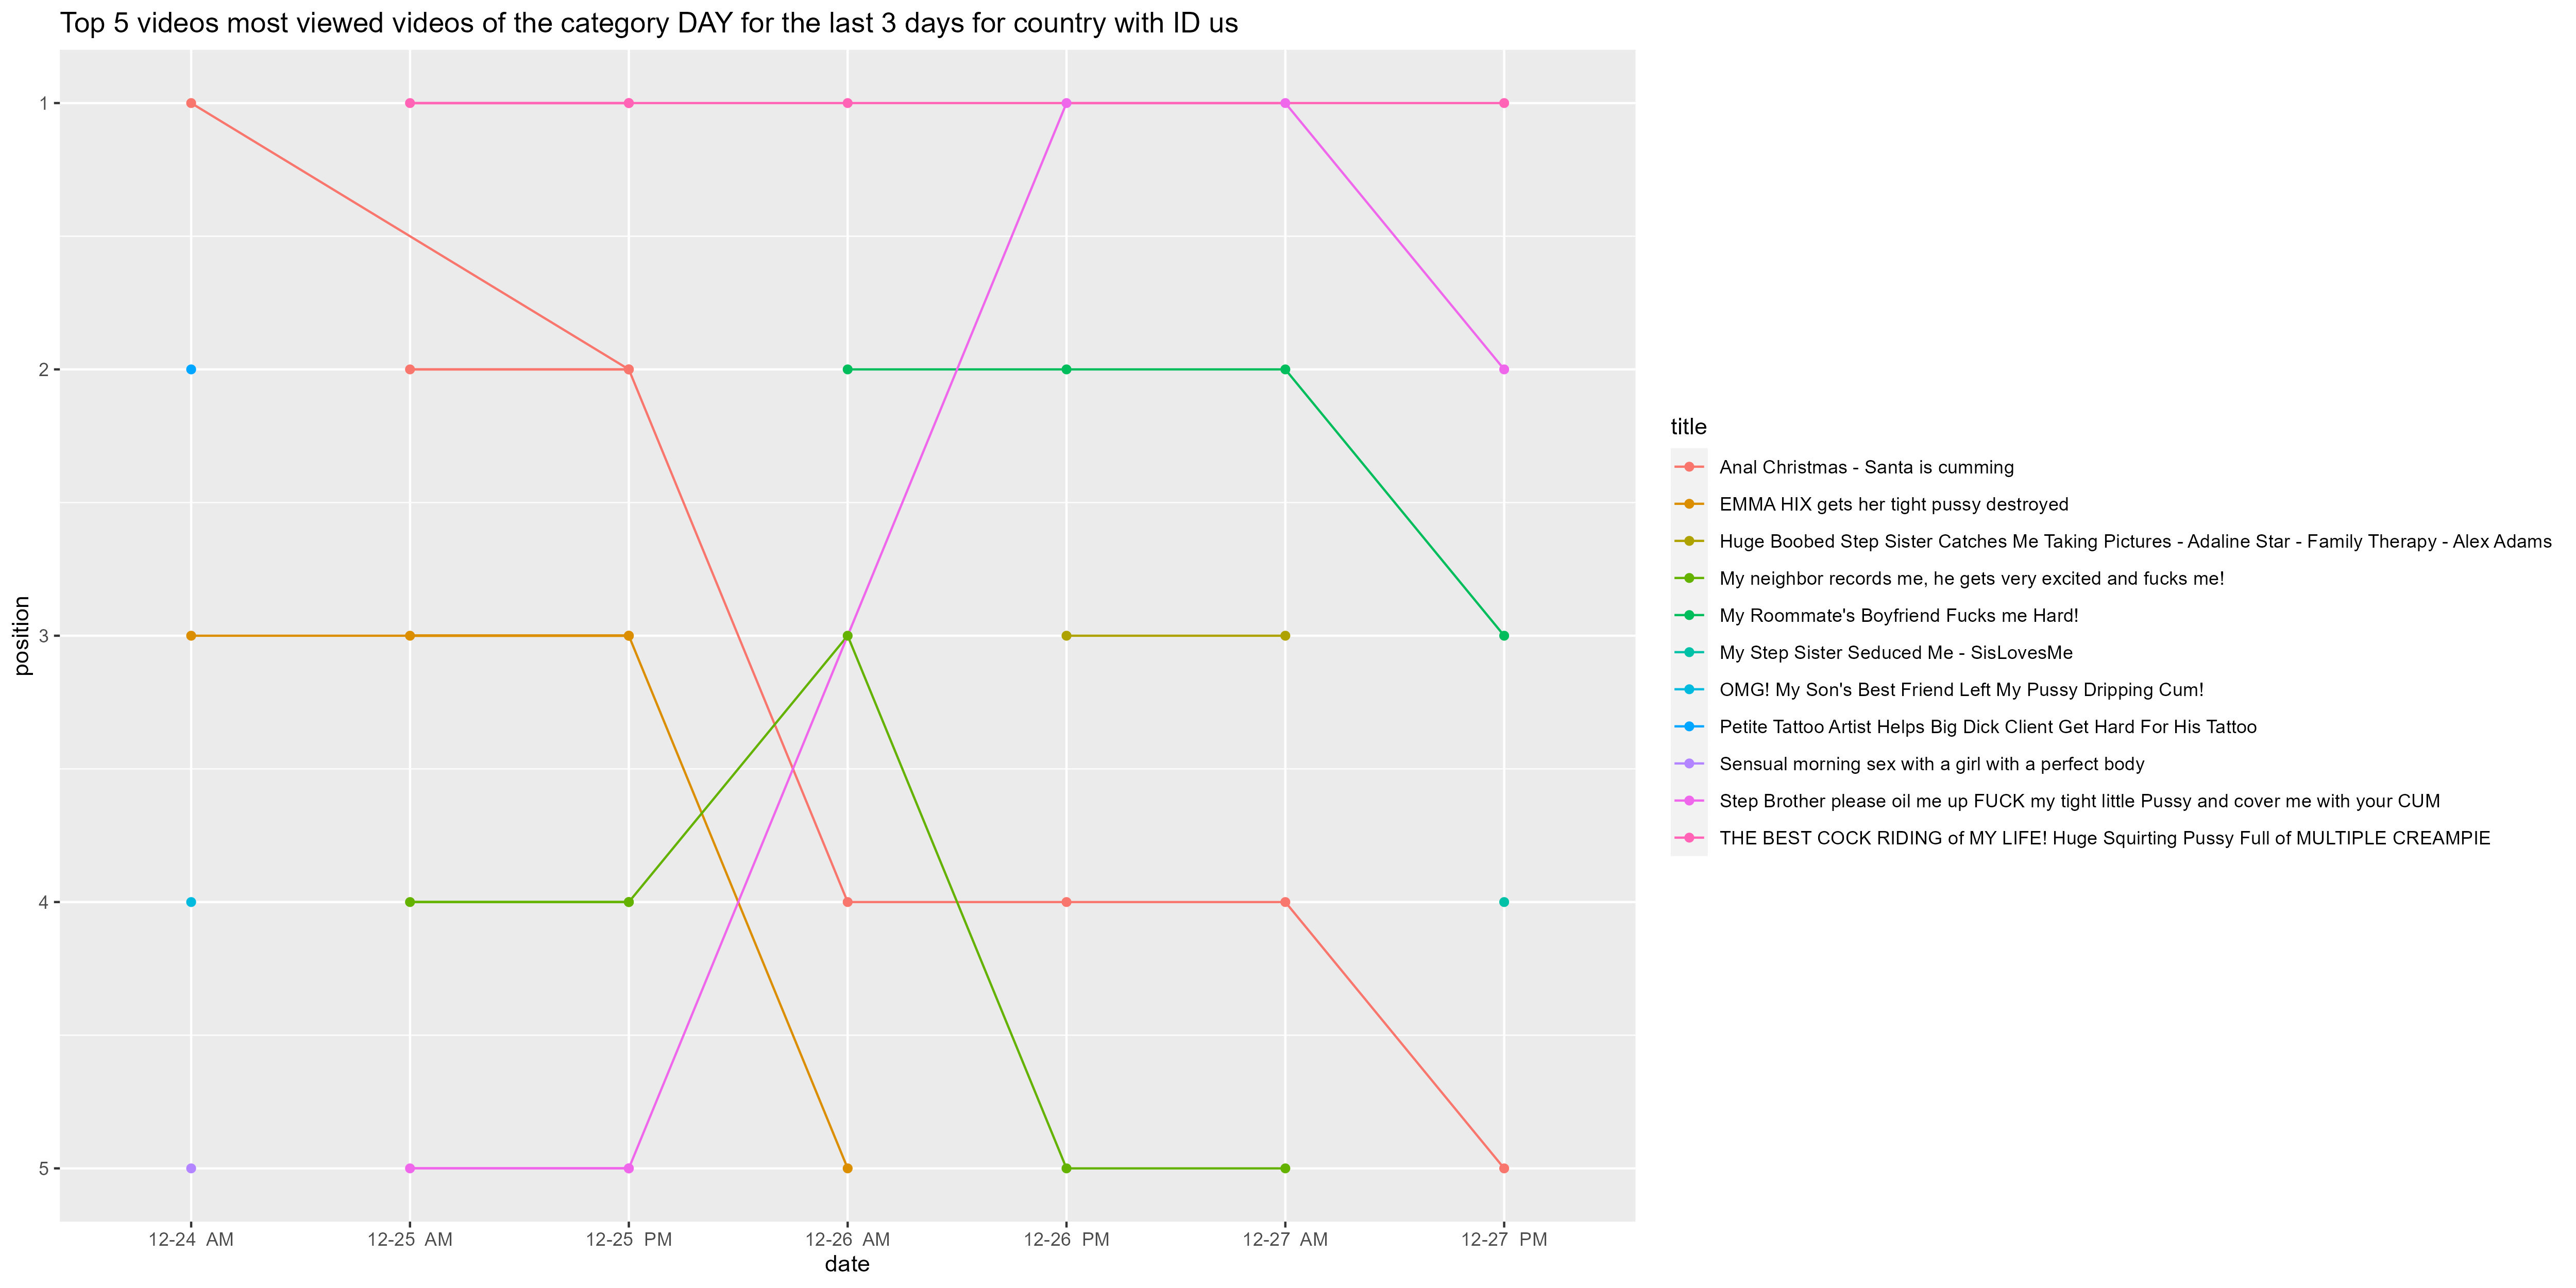 Top 5 videos most viewed videos of the category DAY for the last 3 days for country with ID us
position
1
2
3
4
5
12-24 AM
12-25 AM
12-25 PM
12-26 AM
12-26 PM
12-27 AM
12-27 PM
date
title
Anal Christmas - Santa is cumming
EMMA HIX gets her tight pussy destroyed
Huge Boobed Step Sister Catches Me Taking Pictures - Adaline Star - Family Therapy - Alex Adams
My neighbor records me, he gets very excited and fucks me!
My Roommate's Boyfriend Fucks me Hard!
My Step Sister Seduced Me - SisLovesMe
OMG! My Son's Best Friend Left My Pussy Dripping Cum!
Petite Tattoo Artist Helps Big Dick Client Get Hard For His Tattoo
Sensual morning sex with a girl with a perfect body
Step Brother please oil me up FUCK my tight little Pussy and cover me with your CUM
THE BEST COCK RIDING of MY LIFE! Huge Squirting Pussy Full of MULTIPLE CREAMPIE